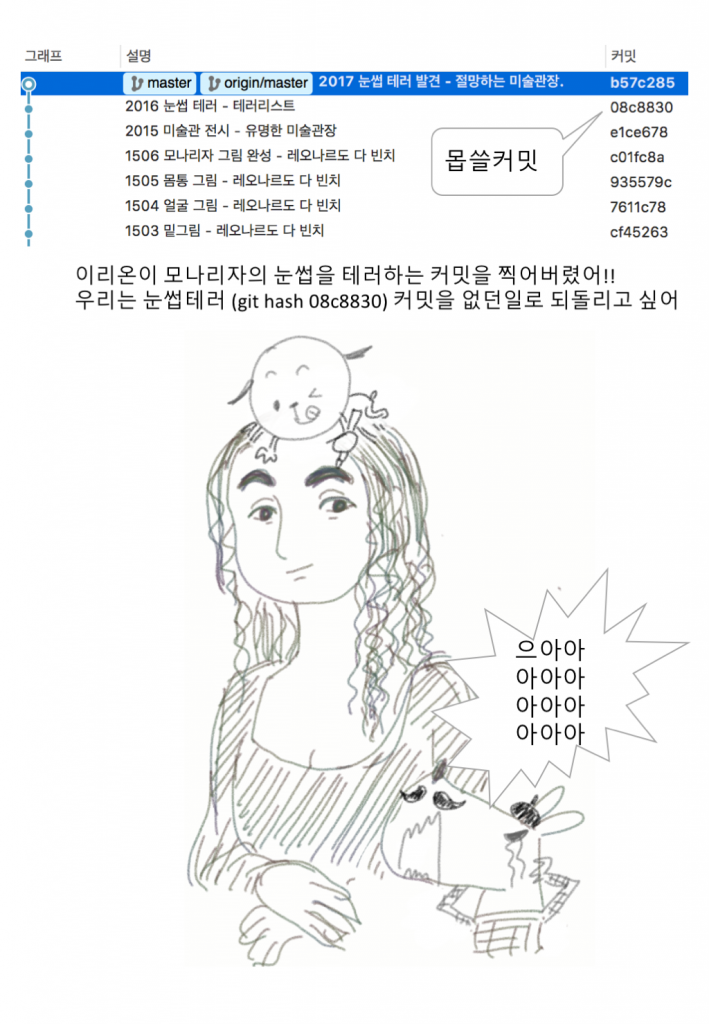 그래프 설명 커밋
master origin/master 2017 눈썹 테러 발견 - 절망하는 미술관장. b57c285
2016 눈썹 테러 - 테러리스트 08c8830
2015 미술관 전시 - 유명한 미술관장 e1ce678
1506 모나리자 그림 완성 - 레오나르도 다 빈치 c01fc8a
1505 몸통 그림 - 레오나르도 다 빈치 935579c
1504 얼굴 그림 - 레오나르도 다 빈치 7611c78
1503 밑그림 - 레오나르도 다 빈치 cf45263
몹쓸커밋
이리온이 모나리자의 눈썹을 테러하는 커밋을 찍어버렸어!!
우리는 눈썹테러 (git hash 08c8830) 커밋을 없던일로 되돌리고 싶어
으아아
아아아
아아아
아아아